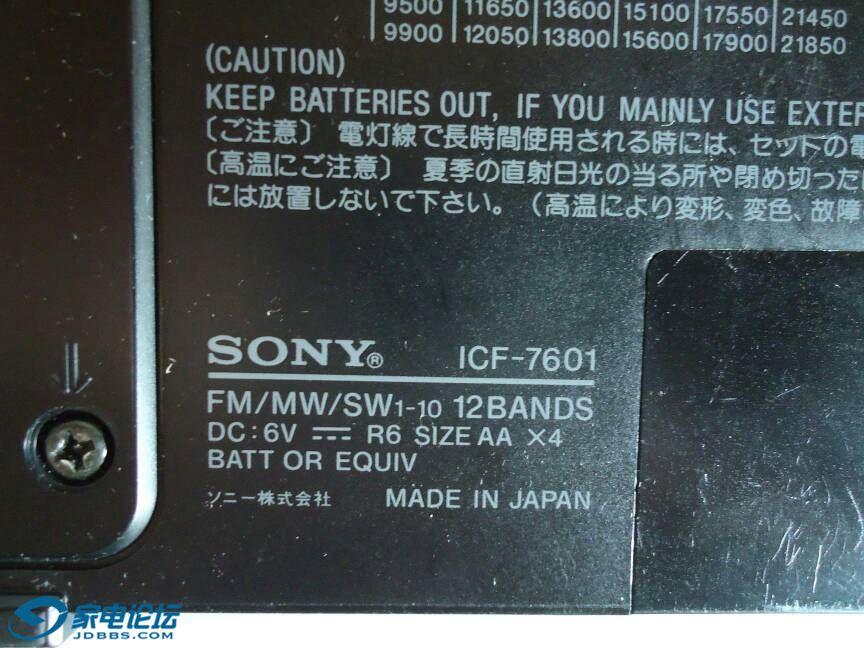 9500 11650 13600 15100 17550 21450
9900 12050 13800 15600 17900 21850
(CAUTION)
KEEP BATTERIES OUT, IF YOU MAINLY USE EXTER
〔ご注意〕 電灯線で長時間使用される時には、セットの電
〔高温にご注意〕 夏季の直射日光の当る所や閉め切った
には放置しないで下さい。(高温により変形、変色、故障
SONY® ICF-7601
FM/MW/SW1-10 12BANDS
DC:6V ⎓ R6 SIZE AA ×4
BATT OR EQUIV
ソニー株式会社 MADE IN JAPAN
家电论坛
JDBBS.COM